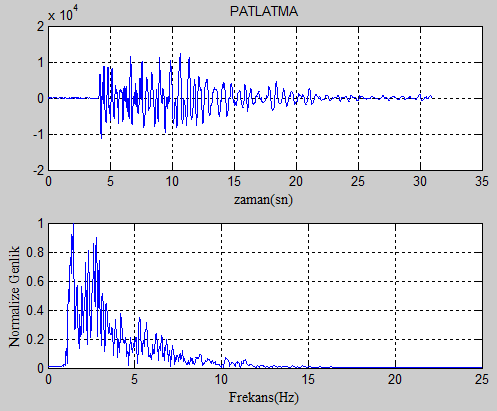 PATLATMA
x 10^4
2
1
0
-1
-2
0 5 10 15 20 25 30 35
zaman(sn)
1
0.8
0.6
0.4
0.2
0
Normalize Genlik
0 5 10 15 20 25
Frekans(Hz)